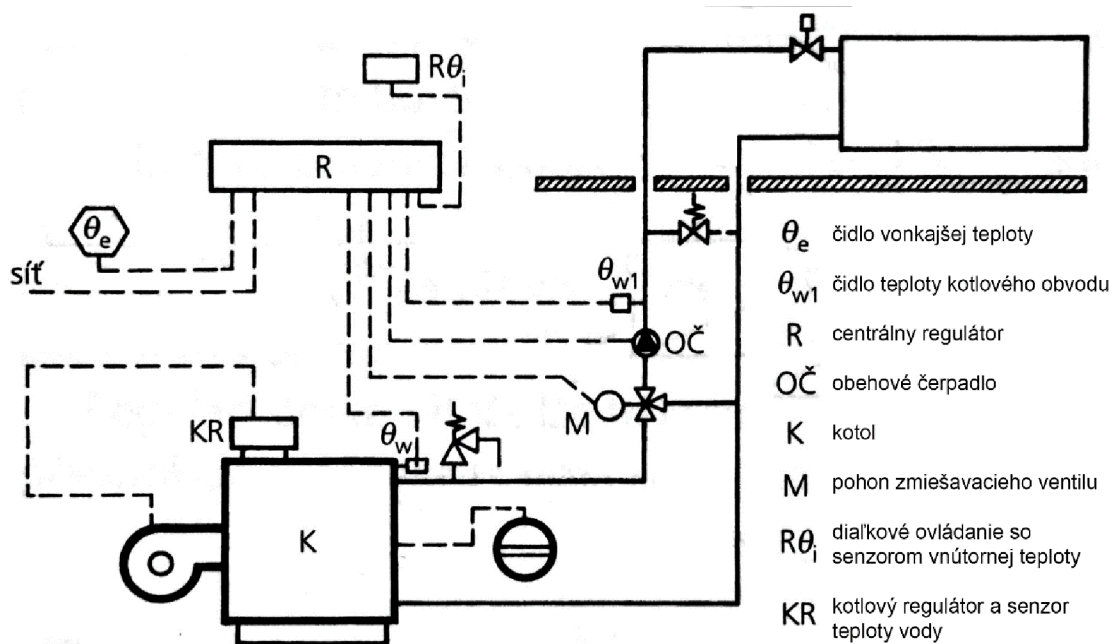 Rθi
R
θe
síť
θw1
OČ
M
KR
θw
K
θe čidlo vonkajšej teploty
θw1 čidlo teploty kotlového obvodu
R centrálny regulátor
OČ obehové čerpadlo
K kotol
M pohon zmiešavacieho ventilu
Rθi diaľkové ovládanie so
senzorom vnútornej teploty
KR kotlový regulátor a senzor
teploty vody